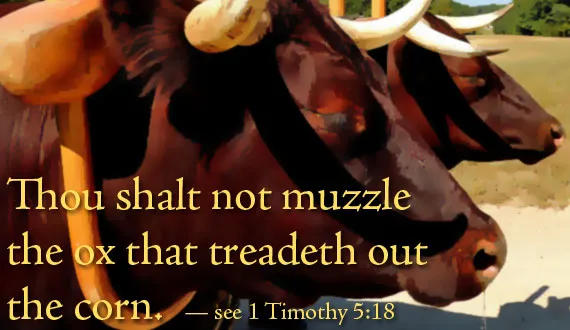 Thou shalt not muzzle
the ox that treadeth out
the corn. — see 1 Timothy 5:18